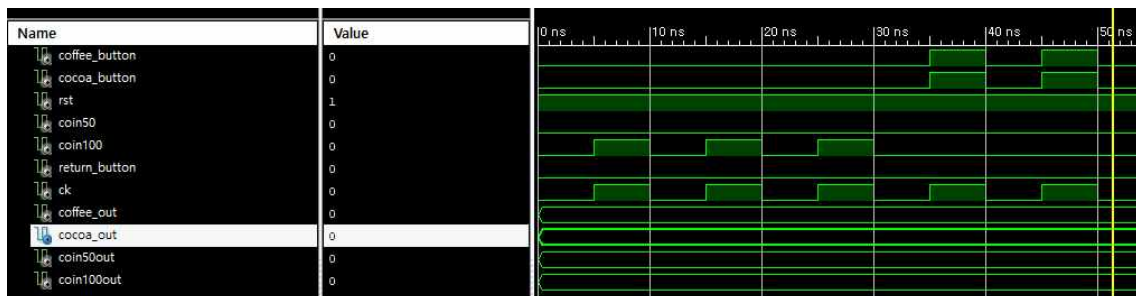 Name Value 0 ns 10 ns 20 ns 30 ns 40 ns 50 ns
coffee_button 0
cocoa_button 0
rst 1
coin50 0
coin100 0
return_button 0
ck 0
coffee_out 0
cocoa_out 0
coin50out 0
coin100out 0